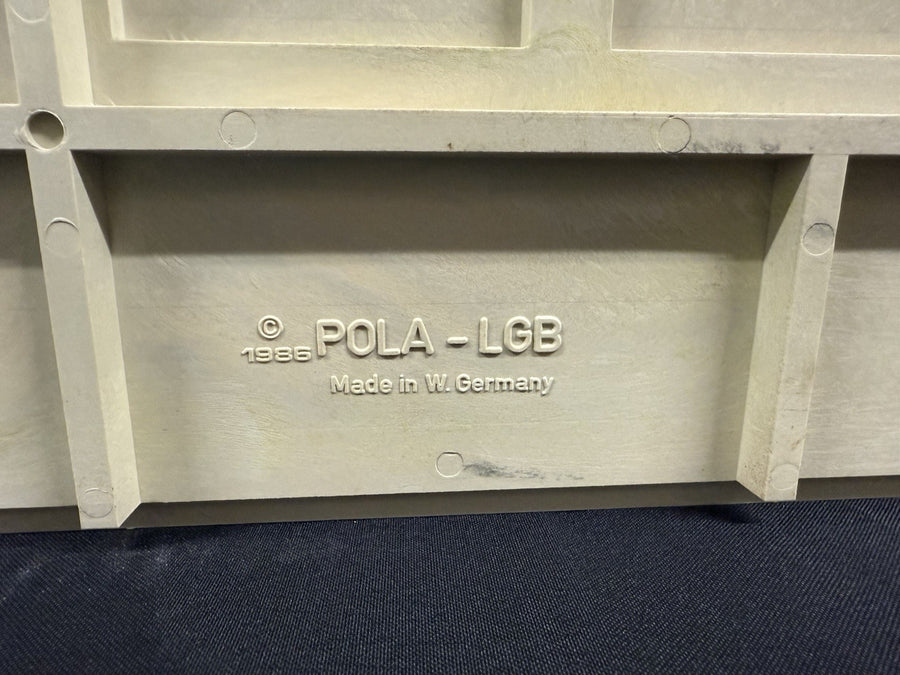 © POLA - LGB
1986
Made in W. Germany